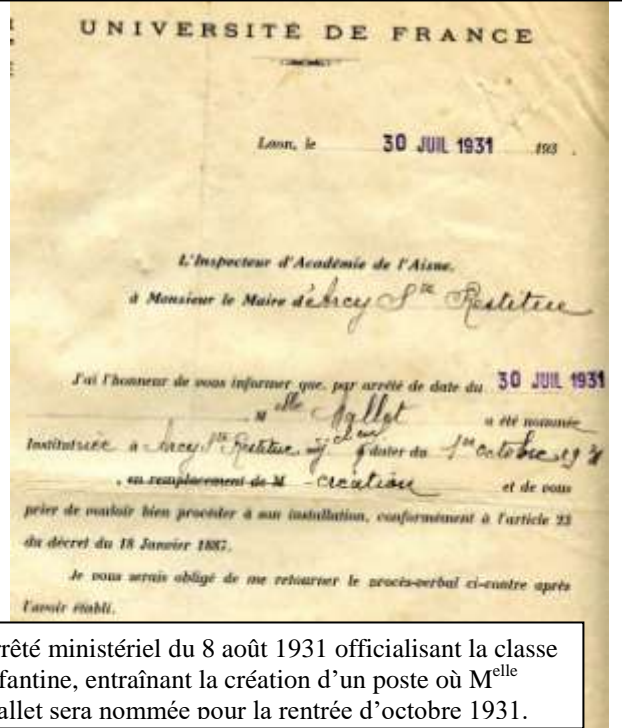 UNIVERSITÉ DE FRANCE
Laon, le 30 JUIL 1931 193 .
L'Inspecteur d'Académie de l'Aisne,
à Monsieur le Maire d'Arcy Ste Restitue
J'ai l'honneur de vous informer que, par arrêté de date du 30 JUIL 1931
M elle Mallet a été nommée
Institutrice à Arcy Ste Restitue à dater du 1er Octobre 19
, en remplacement de M - création et de vous
prier de vouloir bien procéder à son installation, conformément à l'article 23
du décret du 18 Janvier 1887.
Je vous serais obligé de me retourner le procès-verbal ci-contre après
l'avoir établi.
rrêté ministériel du 8 août 1931 officialisant la classe
fantine, entraînant la création d'un poste où Melle
allet sera nommée pour la rentrée d'octobre 1931.